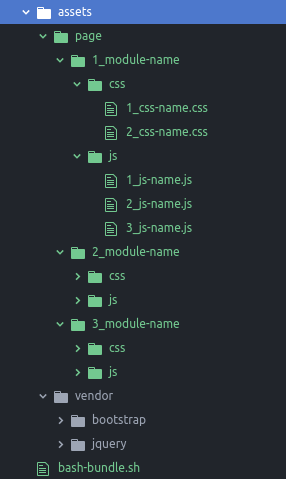 assets
page
1_module-name
css
1_css-name.css
2_css-name.css
js
1_js-name.js
2_js-name.js
3_js-name.js
2_module-name
css
js
3_module-name
css
js
vendor
bootstrap
jquery
bash-bundle.sh